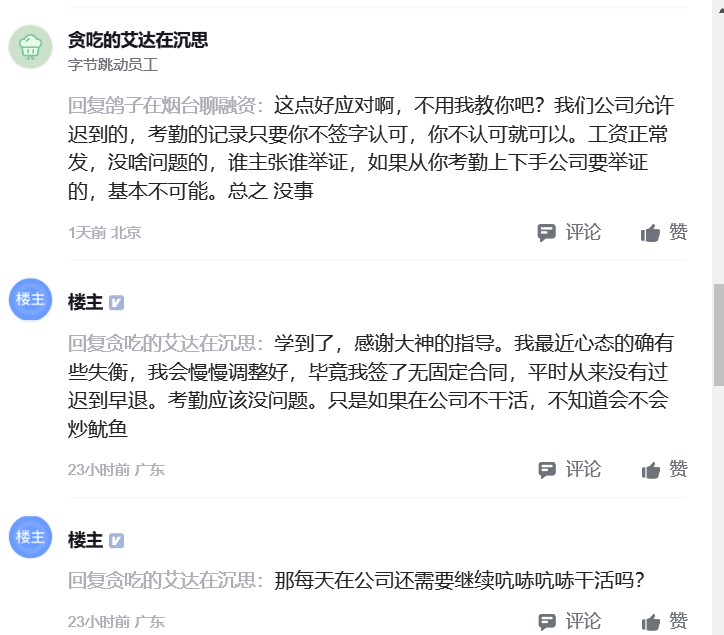 贪吃的艾达在沉思
字节跳动员工
回复鸽子在烟台聊融资：这点好应对啊，不用我教你吧？我们公司允许
迟到的，考勤的记录只要你不签字认可，你不认可就可以。工资正常
发，没啥问题的，谁主张谁举证，如果从你考勤上下手公司要举证
的，基本不可能。总之 没事
1天前 北京
评论 赞
楼主
楼主
回复贪吃的艾达在沉思：学到了，感谢大神的指导。我最近心态的确有
些失衡，我会慢慢调整好，毕竟我签了无固定合同，平时从来没有过
迟到早退。考勤应该没问题。只是如果在公司不干活，不知道会不会
炒鱿鱼
23小时前 广东
评论 赞
楼主
楼主
回复贪吃的艾达在沉思：那每天在公司还需要继续吭哧吭哧干活吗？
23小时前 广东
评论 赞